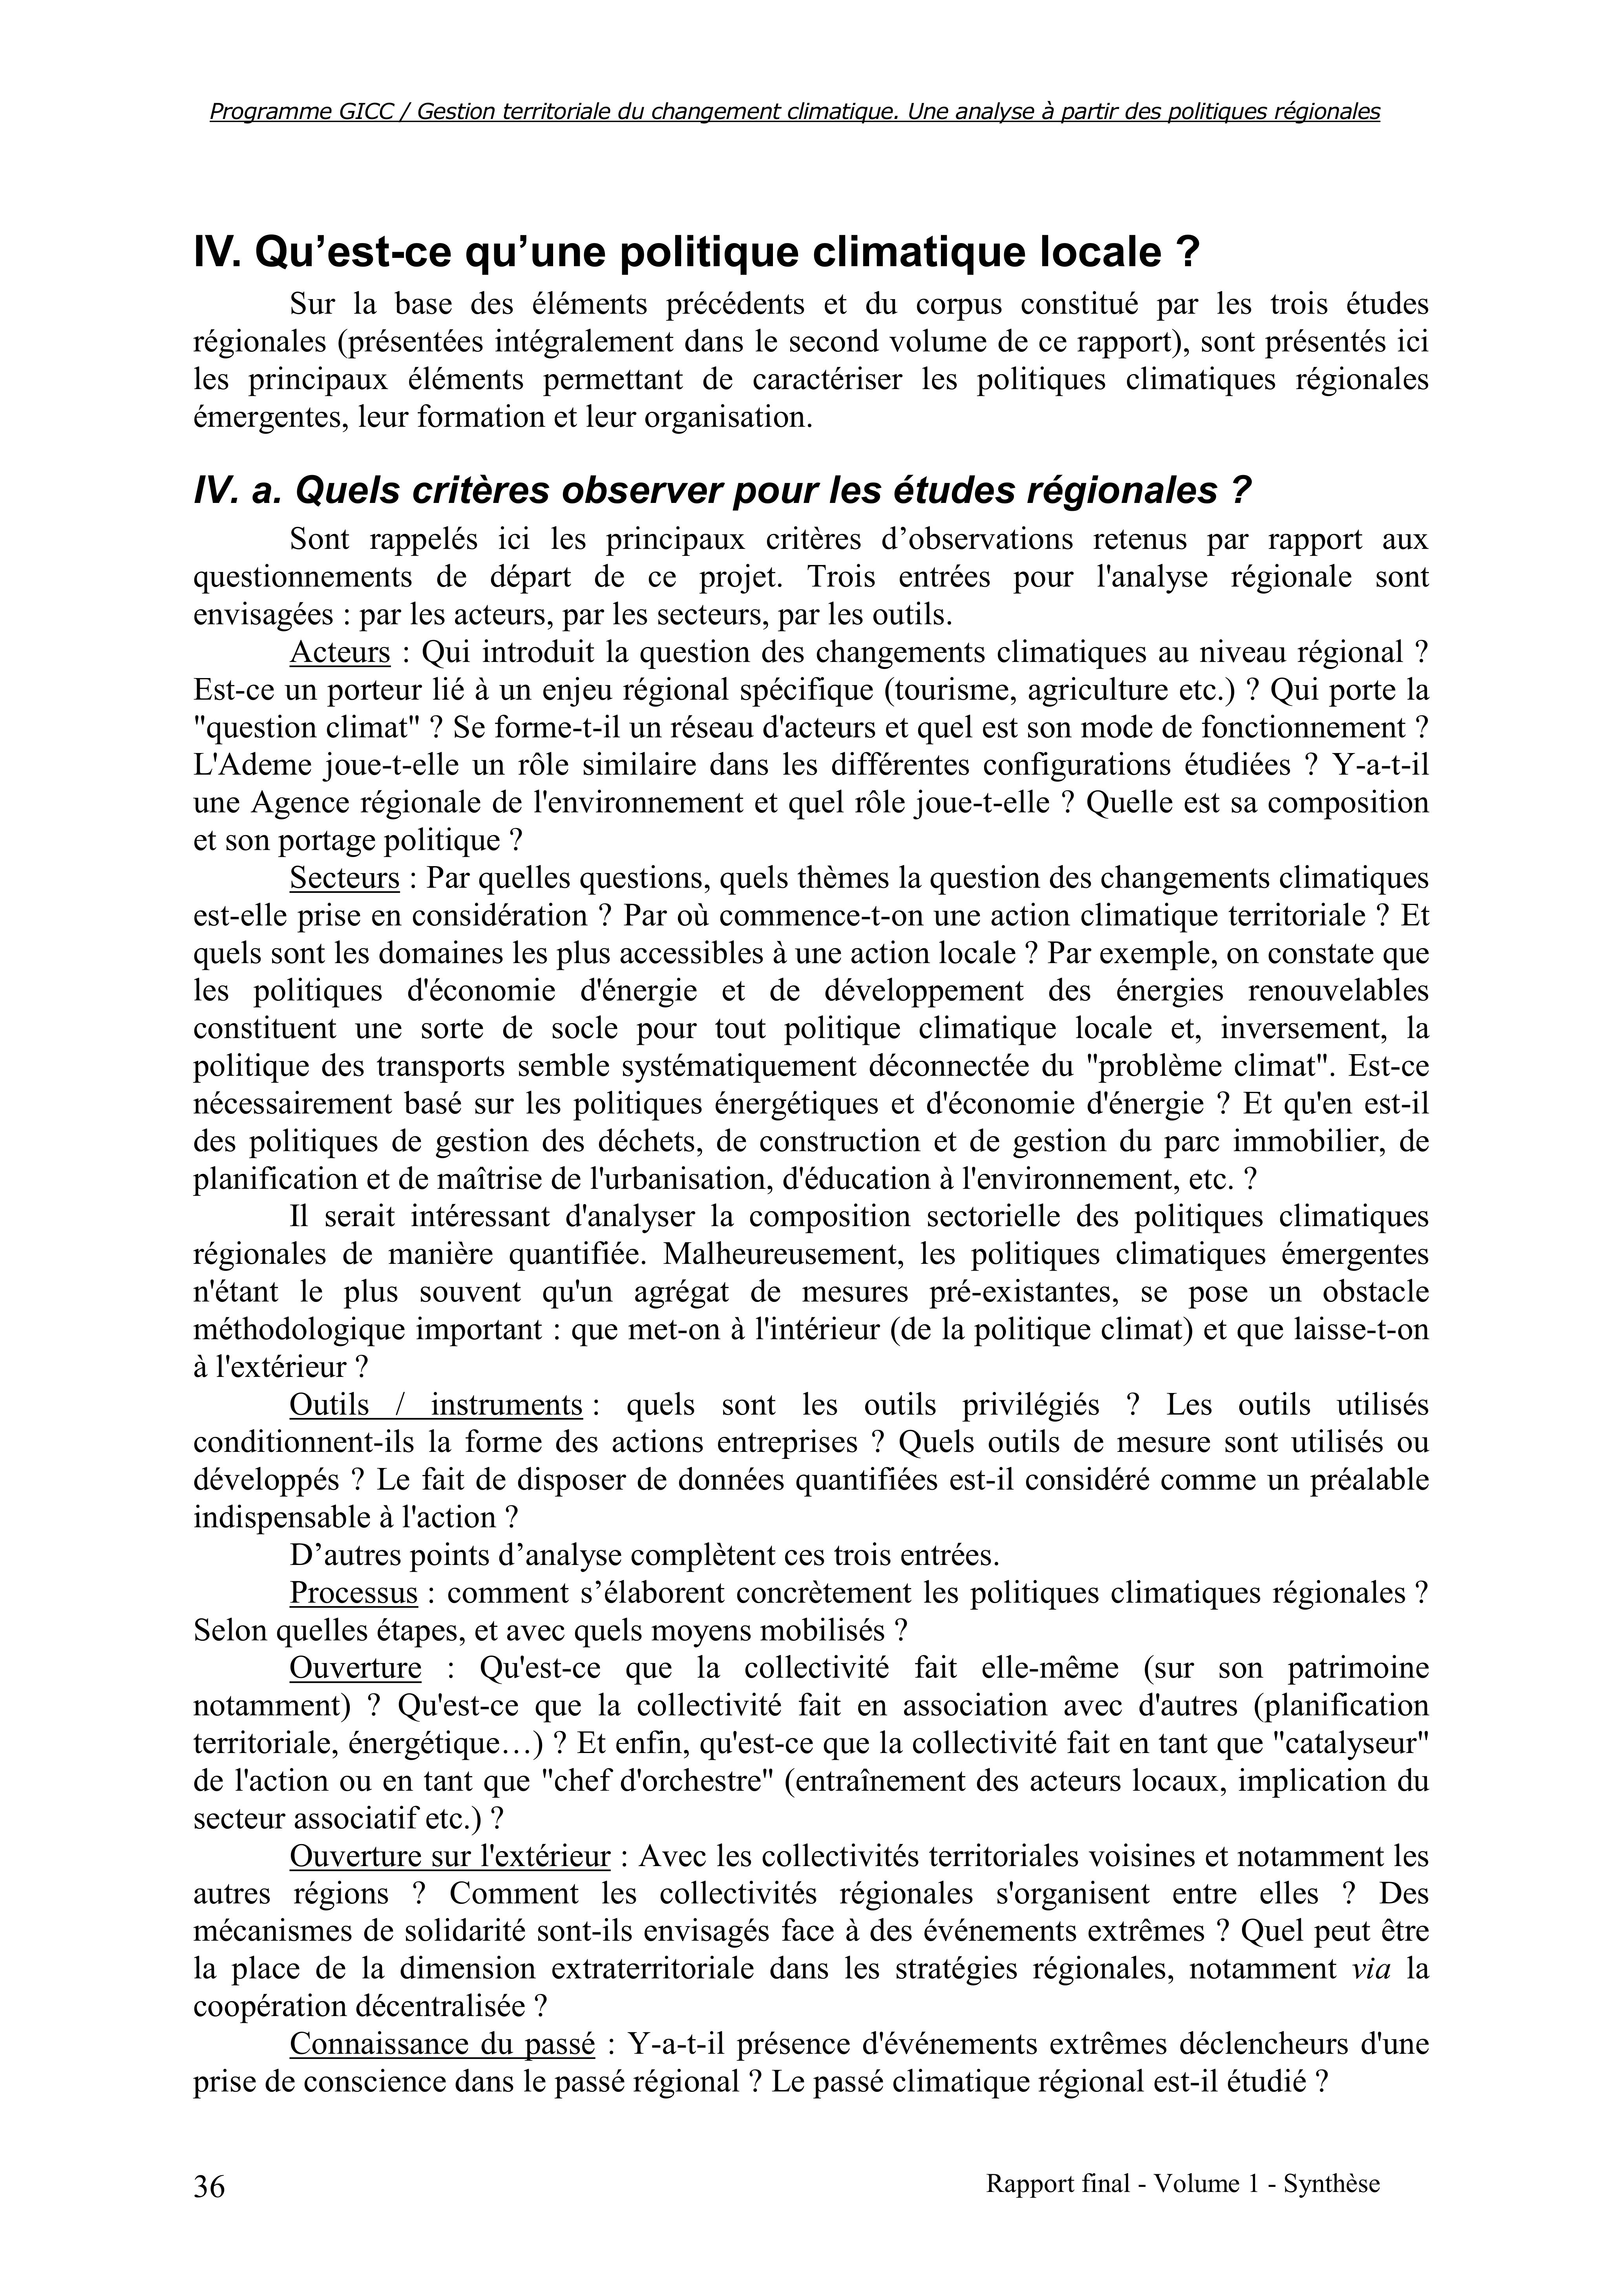 Programme GICC / Gestion territoriale du changement climatique. Une analyse à partir des politiques régionales
IV. Qu’est-ce qu’une politique climatique locale ?
Sur la base des éléments précédents et du corpus constitué par les trois études
régionales (présentées intégralement dans le second volume de ce rapport), sont présentés ici
les principaux éléments permettant de caractériser les politiques climatiques régionales
émergentes, leur formation et leur organisation.
IV. a. Quels critères observer pour les études régionales ?
Sont rappelés ici les principaux critères d’observations retenus par rapport aux
questionnements de départ de ce projet. Trois entrées pour l'analyse régionale sont
envisagées : par les acteurs, par les secteurs, par les outils.
Acteurs : Qui introduit la question des changements climatiques au niveau régional ?
Est-ce un porteur lié à un enjeu régional spécifique (tourisme, agriculture etc.) ? Qui porte la
"question climat" ? Se forme-t-il un réseau d'acteurs et quel est son mode de fonctionnement ?
L'Ademe joue-t-elle un rôle similaire dans les différentes configurations étudiées ? Y-a-t-il
une Agence régionale de l'environnement et quel rôle joue-t-elle ? Quelle est sa composition
et son portage politique ?
Secteurs : Par quelles questions, quels thèmes la question des changements climatiques
est-elle prise en considération ? Par où commence-t-on une action climatique territoriale ? Et
quels sont les domaines les plus accessibles à une action locale ? Par exemple, on constate que
les politiques d'économie d'énergie et de développement des énergies renouvelables
constituent une sorte de socle pour tout politique climatique locale et, inversement, la
politique des transports semble systématiquement déconnectée du "problème climat". Est-ce
nécessairement basé sur les politiques énergétiques et d'économie d'énergie ? Et qu'en est-il
des politiques de gestion des déchets, de construction et de gestion du parc immobilier, de
planification et de maîtrise de l'urbanisation, d'éducation à l'environnement, etc. ?
Il serait intéressant d'analyser la composition sectorielle des politiques climatiques
régionales de manière quantifiée. Malheureusement, les politiques climatiques émergentes
n'étant le plus souvent qu'un agrégat de mesures pré-existantes, se pose un obstacle
méthodologique important : que met-on à l'intérieur (de la politique climat) et que laisse-t-on
à l'extérieur ?
Outils / instruments : quels sont les outils privilégiés ? Les outils utilisés
conditionnent-ils la forme des actions entreprises ? Quels outils de mesure sont utilisés ou
développés ? Le fait de disposer de données quantifiées est-il considéré comme un préalable
indispensable à l'action ?
D’autres points d’analyse complètent ces trois entrées.
Processus : comment s’élaborent concrètement les politiques climatiques régionales ?
Selon quelles étapes, et avec quels moyens mobilisés ?
Ouverture : Qu'est-ce que la collectivité fait elle-même (sur son patrimoine
notamment) ? Qu'est-ce que la collectivité fait en association avec d'autres (planification
territoriale, énergétique…) ? Et enfin, qu'est-ce que la collectivité fait en tant que "catalyseur"
de l'action ou en tant que "chef d'orchestre" (entraînement des acteurs locaux, implication du
secteur associatif etc.) ?
Ouverture sur l'extérieur : Avec les collectivités territoriales voisines et notamment les
autres régions ? Comment les collectivités régionales s'organisent entre elles ? Des
mécanismes de solidarité sont-ils envisagés face à des événements extrêmes ? Quel peut être
la place de la dimension extraterritoriale dans les stratégies régionales, notamment via la
coopération décentralisée ?
Connaissance du passé : Y-a-t-il présence d'événements extrêmes déclencheurs d'une
prise de conscience dans le passé régional ? Le passé climatique régional est-il étudié ?
36
Rapport final - Volume 1 - Synthèse